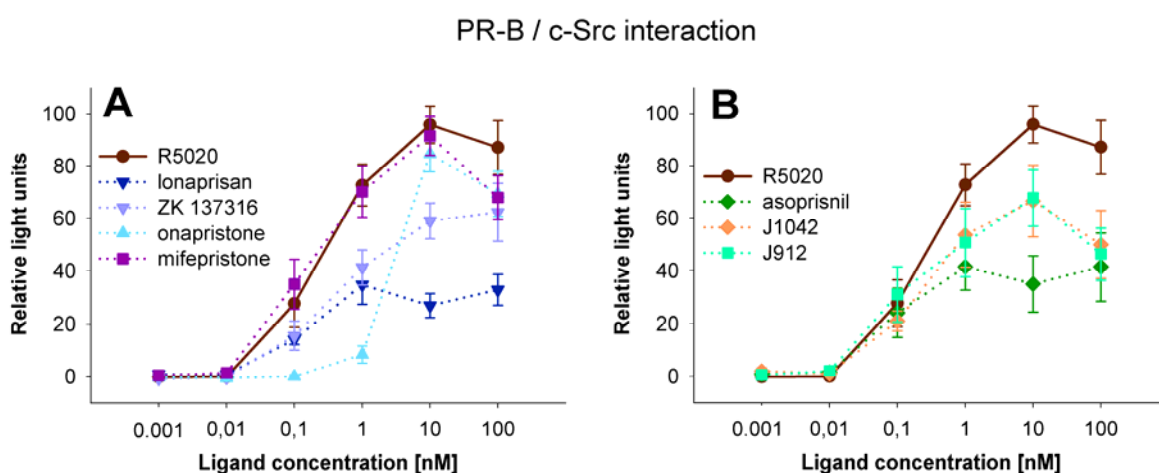 PR-B / c-Src interaction
A
Relative light units
100
80
60
40
20
0
R5020
lonaprisan
ZK 137316
onapristone
mifepristone
0.001
0,01
0,1
1
10
100
Ligand concentration [nM]
B
Relative light units
100
80
60
40
20
0
R5020
asoprisnil
J1042
J912
0.001
0,01
0,1
1
10
100
Ligand concentration [nM]